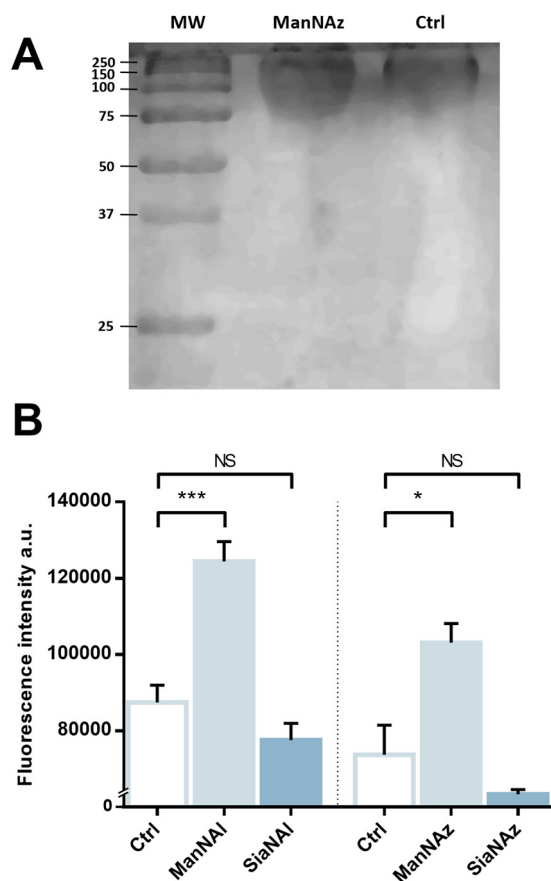 A
MW ManNAz Ctrl
250
150
100
75
50
37
25
B
NS NS
*** *
Fluorescence intensity a.u.
140000
120000
100000
80000
0
Ctrl ManNAl SiaNAl Ctrl ManNAz SiaNAz